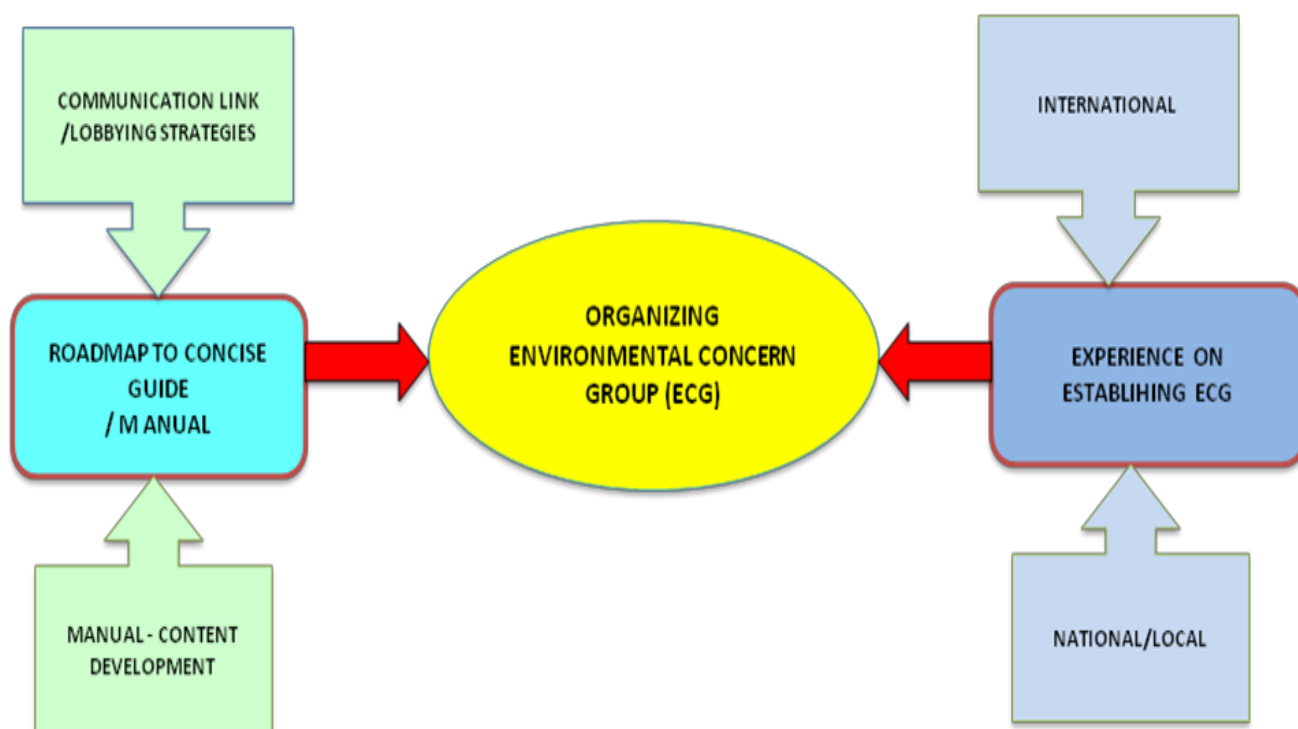 COMMUNICATION LINK
/LOBBYING STRATEGIES
INTERNATIONAL
ROADMAP TO CONCISE
GUIDE
/ M ANUAL
ORGANIZING
ENVIRONMENTAL CONCERN
GROUP (ECG)
EXPERIENCE ON
ESTABLIHING ECG
MANUAL - CONTENT
DEVELOPMENT
NATIONAL/LOCAL